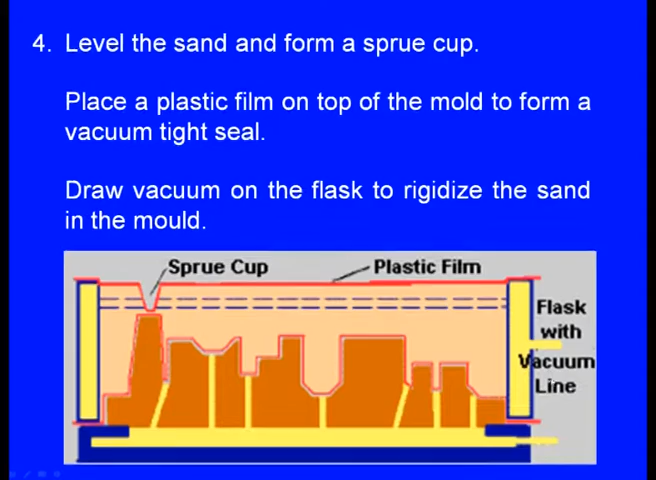 4. Level the sand and form a sprue cup.
Place a plastic film on top of the mold to form a
vacuum tight seal.
Draw vacuum on the flask to rigidize the sand
in the mould.
Sprue Cup
Plastic Film
Flask
with
Vacuum
Line